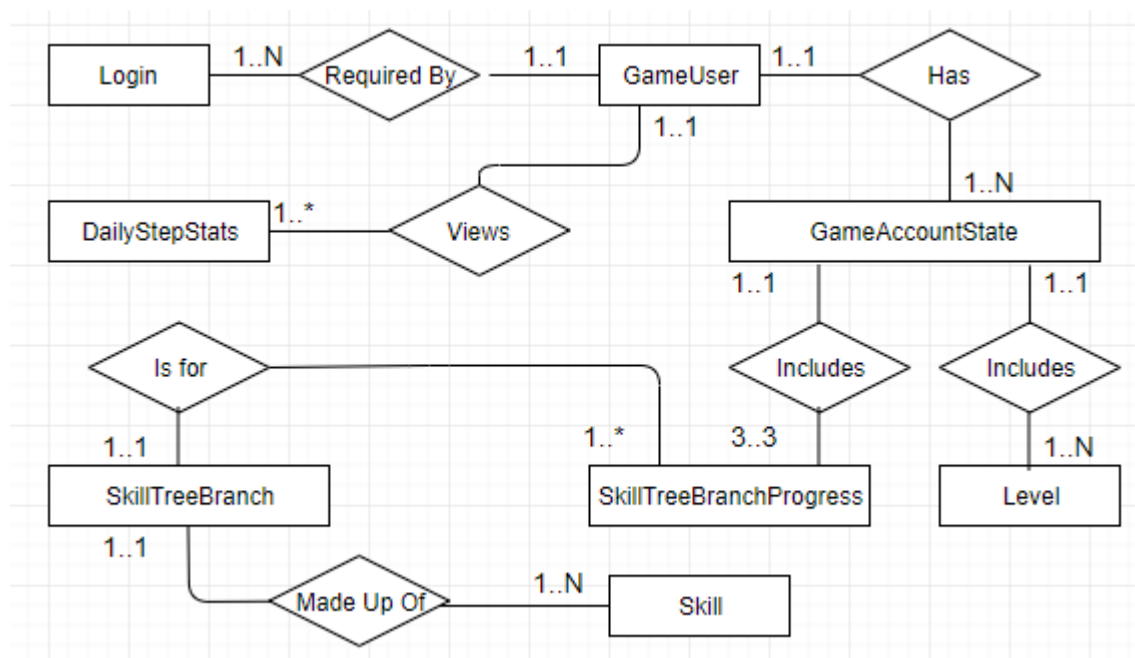 1..N
1..1
1..1
Login
Required By
GameUser
Has
1..1
1..N
1..*
DailyStepStats
Views
GameAccountState
1..1
1..1
Is for
Includes
Includes
1..1
1..*
3..3
1..N
SkillTreeBranch
SkillTreeBranchProgress
Level
1..1
1..N
Made Up Of
Skill